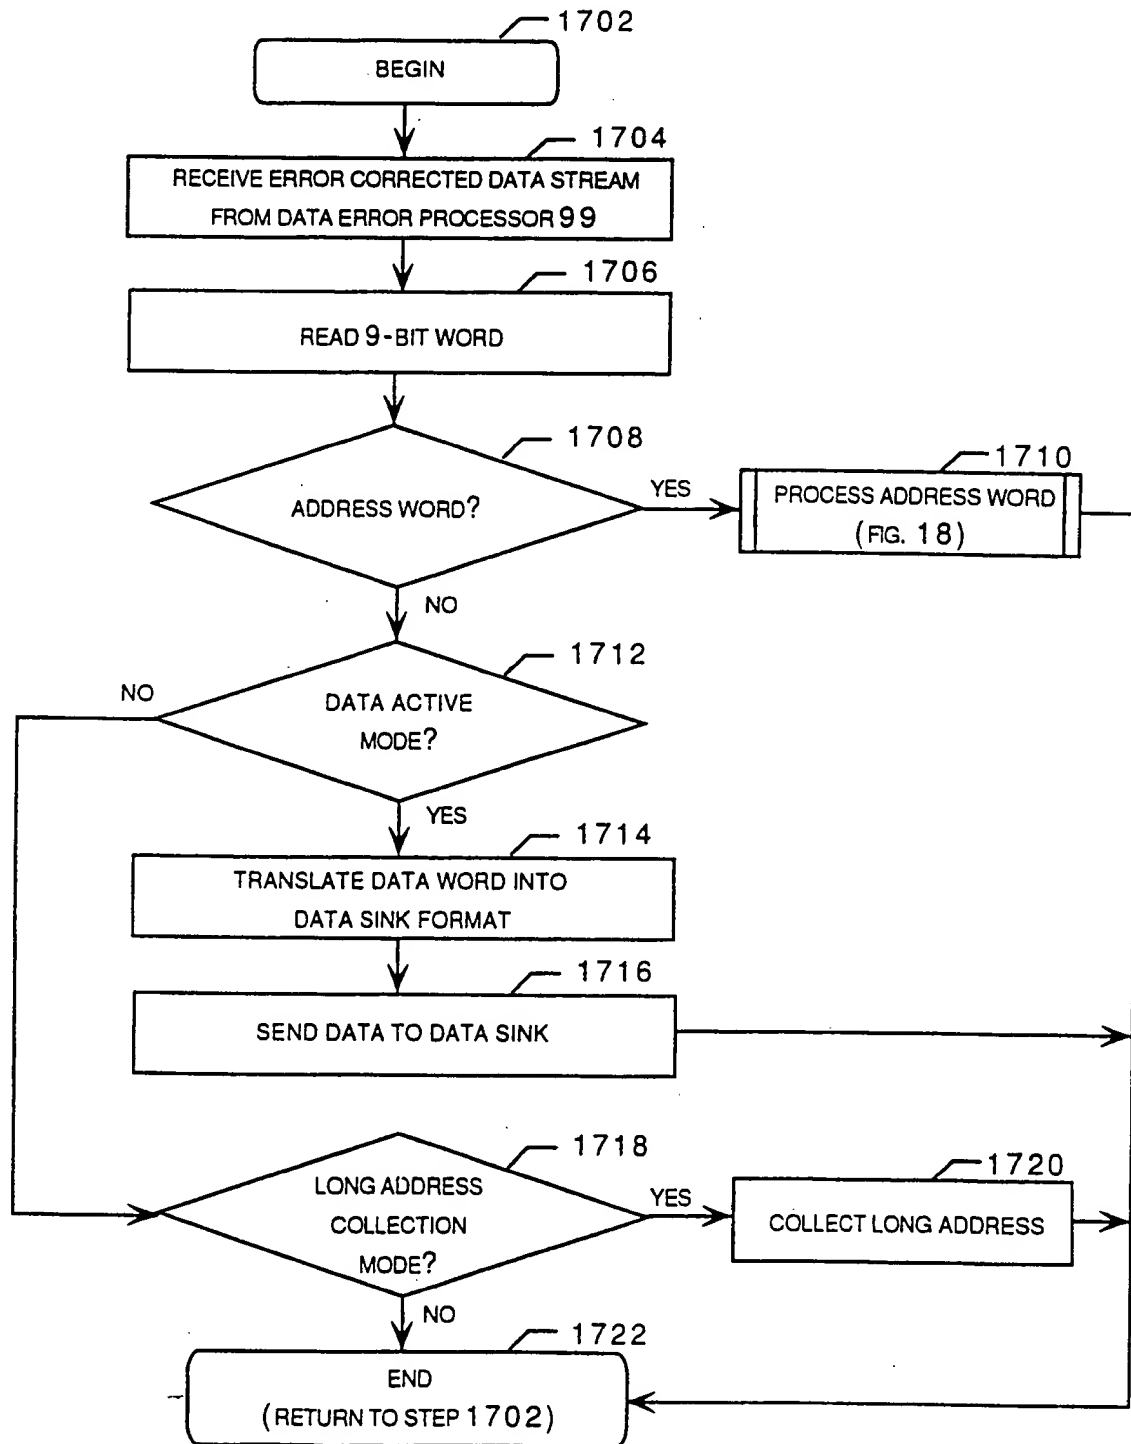 1702
BEGIN
1704
RECEIVE ERROR CORRECTED DATA STREAM
FROM DATA ERROR PROCESSOR 99
1706
READ 9-BIT WORD
1708
ADDRESS WORD?
YES
1710
PROCESS ADDRESS WORD
(FIG. 18)
NO
1712
DATA ACTIVE
MODE?
NO
YES
1714
TRANSLATE DATA WORD INTO
DATA SINK FORMAT
1716
SEND DATA TO DATA SINK
1718
LONG ADDRESS
COLLECTION
MODE?
YES
1720
COLLECT LONG ADDRESS
NO
1722
END
(RETURN TO STEP 1702)